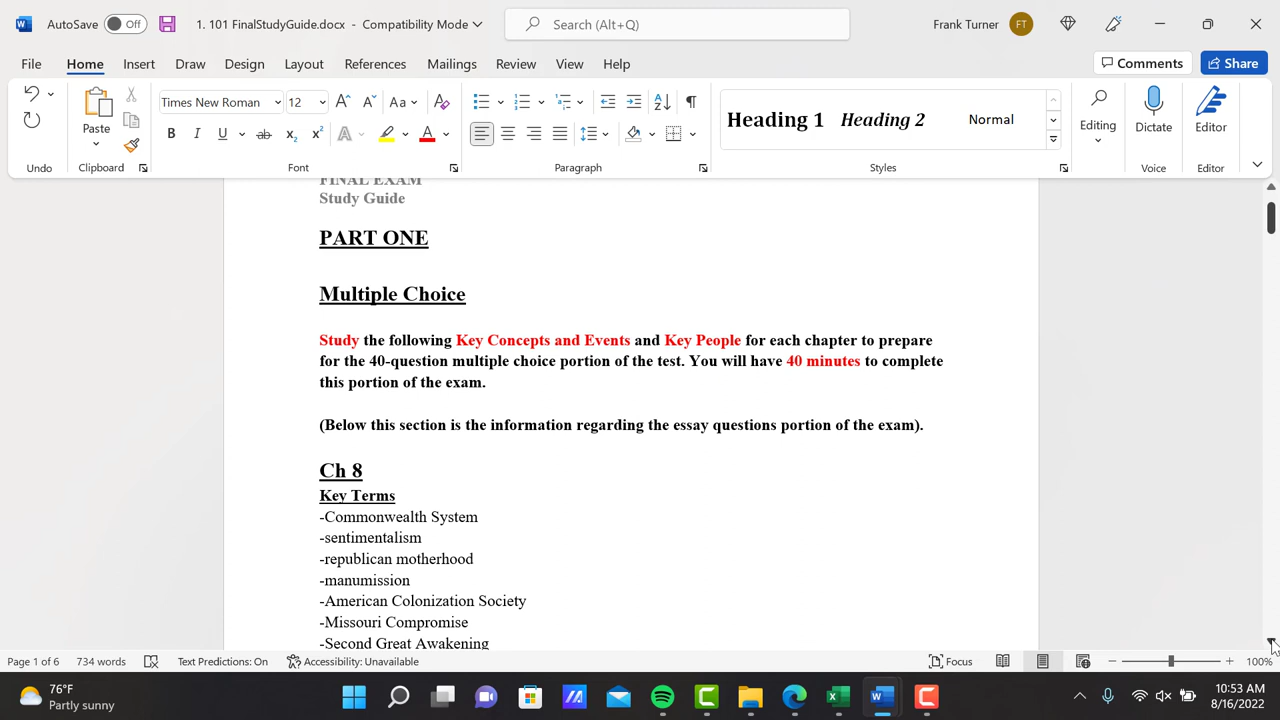 AutoSave Off 1. 101 FinalStudyGuide.docx - Compatibility Mode Search (Alt+Q) Frank Turner FT
File Home Insert Draw Design Layout References Mailings Review View Help Comments Share
Times New Roman 12 Aa
Paste
Heading 1 Heading 2 Normal
Editing Dictate Editor
Undo Clipboard Font Paragraph Styles Voice Editor
FINAL EXAM
Study Guide
PART ONE
Multiple Choice
Study the following Key Concepts and Events and Key People for each chapter to prepare
for the 40-question multiple choice portion of the test. You will have 40 minutes to complete
this portion of the exam.
(Below this section is the information regarding the essay questions portion of the exam).
Ch 8
Key Terms
-Commonwealth System
-sentimentalism
-republican motherhood
-manumission
-American Colonization Society
-Missouri Compromise
-Second Great Awakening
Page 1 of 6 734 words Text Predictions: On Accessibility: Unavailable Focus 100%
76°F
Partly sunny
10:53 AM
8/16/2022